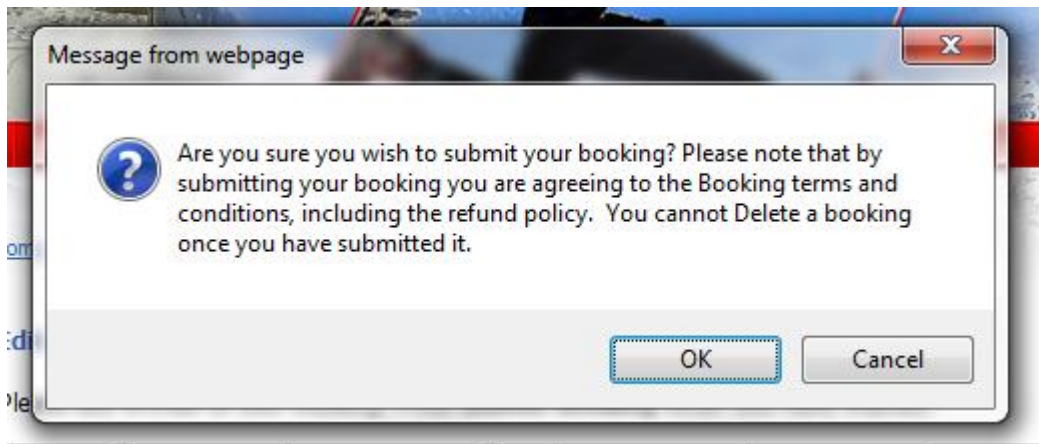 Message from webpage
Are you sure you wish to submit your booking? Please note that by
submitting your booking you are agreeing to the Booking terms and
conditions, including the refund policy.  You cannot Delete a booking
once you have submitted it.
OK
Cancel